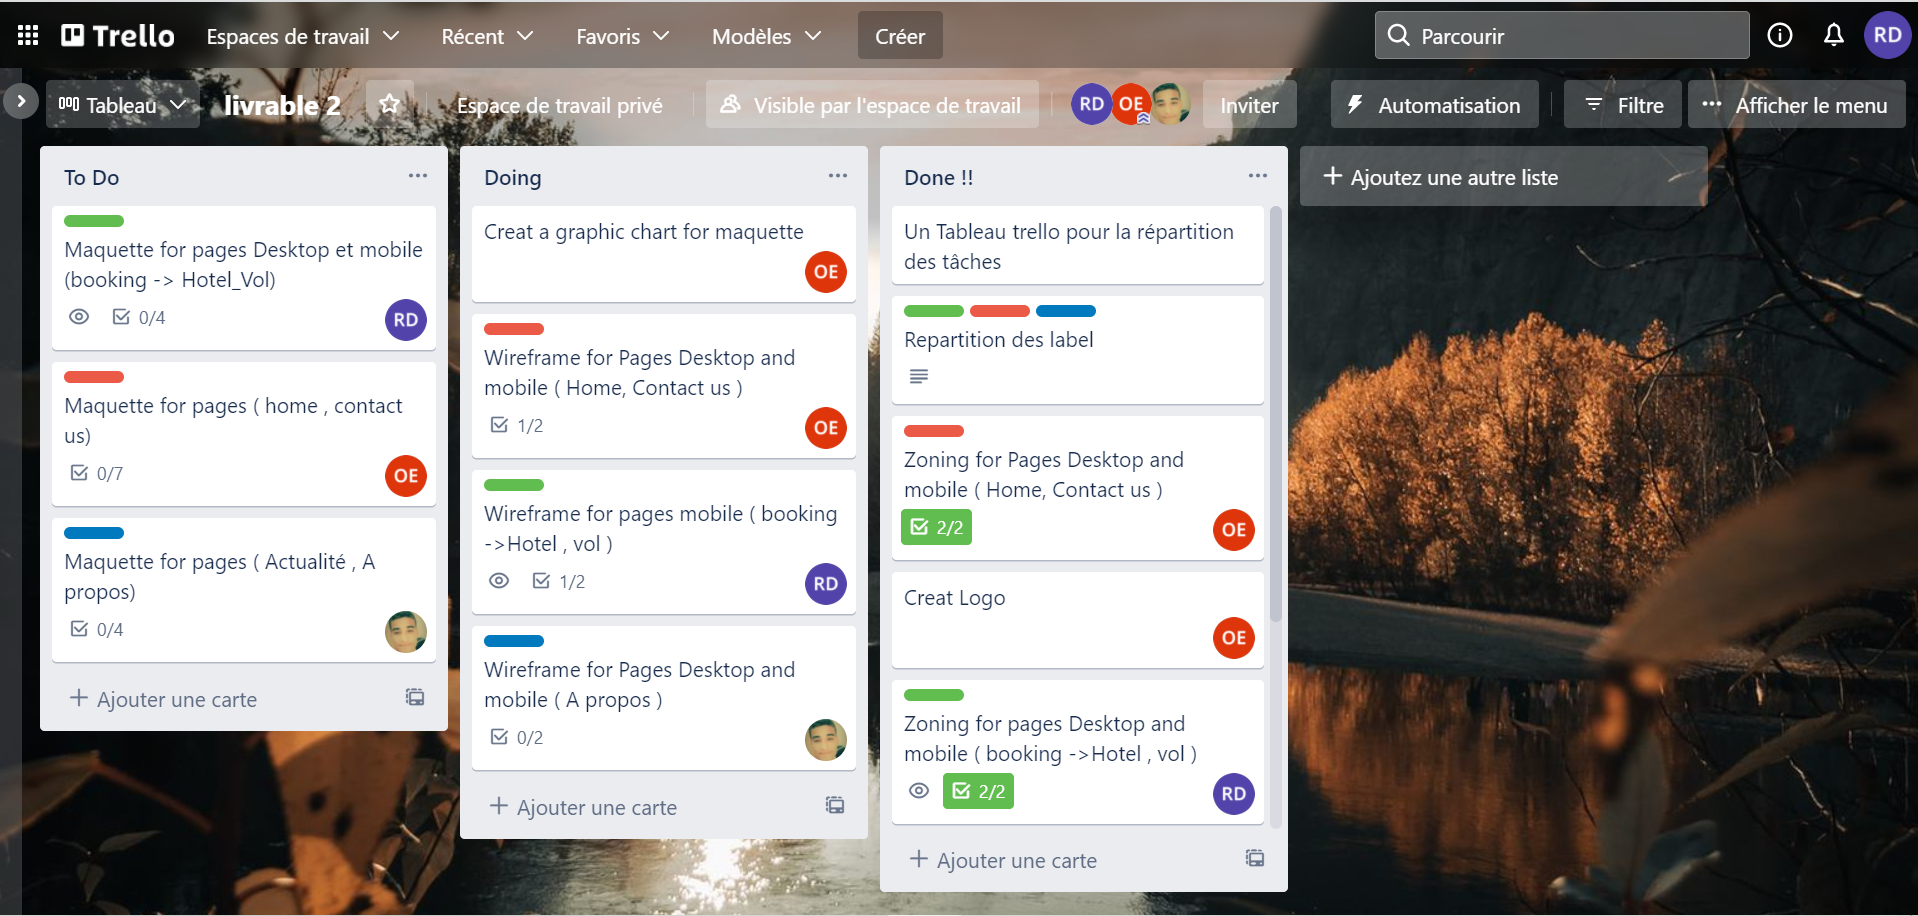 Trello Espaces de travail Récent Favoris Modèles Créer Parcourir RD
Tableau livrable 2 Espace de travail privé Visible par l'espace de travail RD OE Inviter Automatisation Filtre Afficher le menu
To Do
Maquette for pages Desktop et mobile
(booking -> Hotel_Vol)
0/4 RD
Maquette for pages ( home , contact
us)
0/7 OE
Maquette for pages ( Actualité , A
propos)
0/4
Ajouter une carte
Doing
Creat a graphic chart for maquette
OE
Wireframe for Pages Desktop and
mobile ( Home, Contact us )
1/2 OE
Wireframe for pages mobile ( booking
->Hotel , vol )
1/2 RD
Wireframe for Pages Desktop and
mobile ( A propos )
0/2
Ajouter une carte
Done !!
Un Tableau trello pour la répartition
des tâches
Repartition des label
Zoning for Pages Desktop and
mobile ( Home, Contact us )
2/2 OE
Creat Logo
OE
Zoning for pages Desktop and
mobile ( booking ->Hotel , vol )
2/2 RD
Ajouter une carte
Ajoutez une autre liste